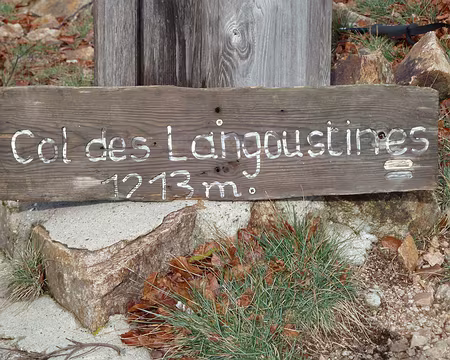 Col des Langoustines
1213 m.